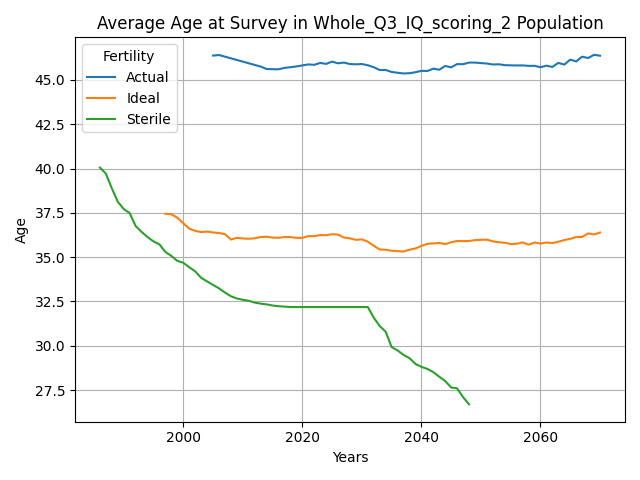 Average Age at Survey in Whole_Q3_IQ_scoring_2 Population
Fertility
Actual
Ideal
Sterile
45.0
42.5
40.0
37.5
35.0
32.5
30.0
27.5
Age
2000
2020
2040
2060
Years